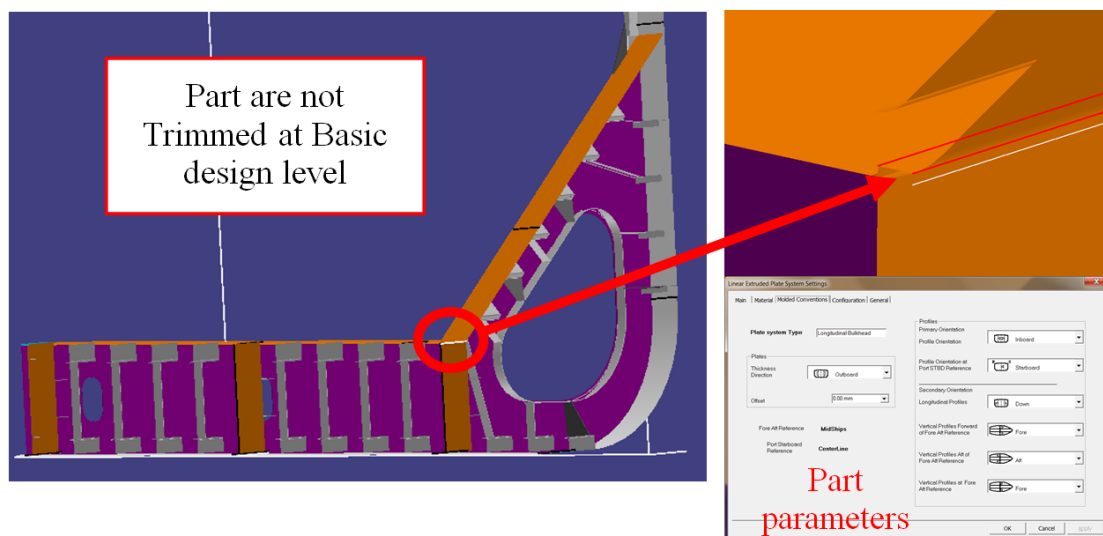 Part are not
Trimmed at Basic
design level
Linear Extruded Plate System Settings
Main
Material
Molded Conventions
Configuration
General
Plate system Type
Longitudinal Bulkhead
Plates
Thickness
Direction
Outboard
Offset
0.00 mm
Fore Aft Reference
MidShips
Port Starboard
Reference
CenterLine
Profiles
Primary Orientation
Profile Orientation
Inboard
Profile Orientation at
Port STBD Reference
Starboard
Secondary Orientation
Longitudinal Profiles
Down
Vertical Profiles Forward
of Fore Aft Reference
Fore
Vertical Profiles Aft of
Fore Aft Reference
Aft
Vertical Profiles at Fore
Aft Reference
Fore
Part
parameters
OK
Cancel
apply